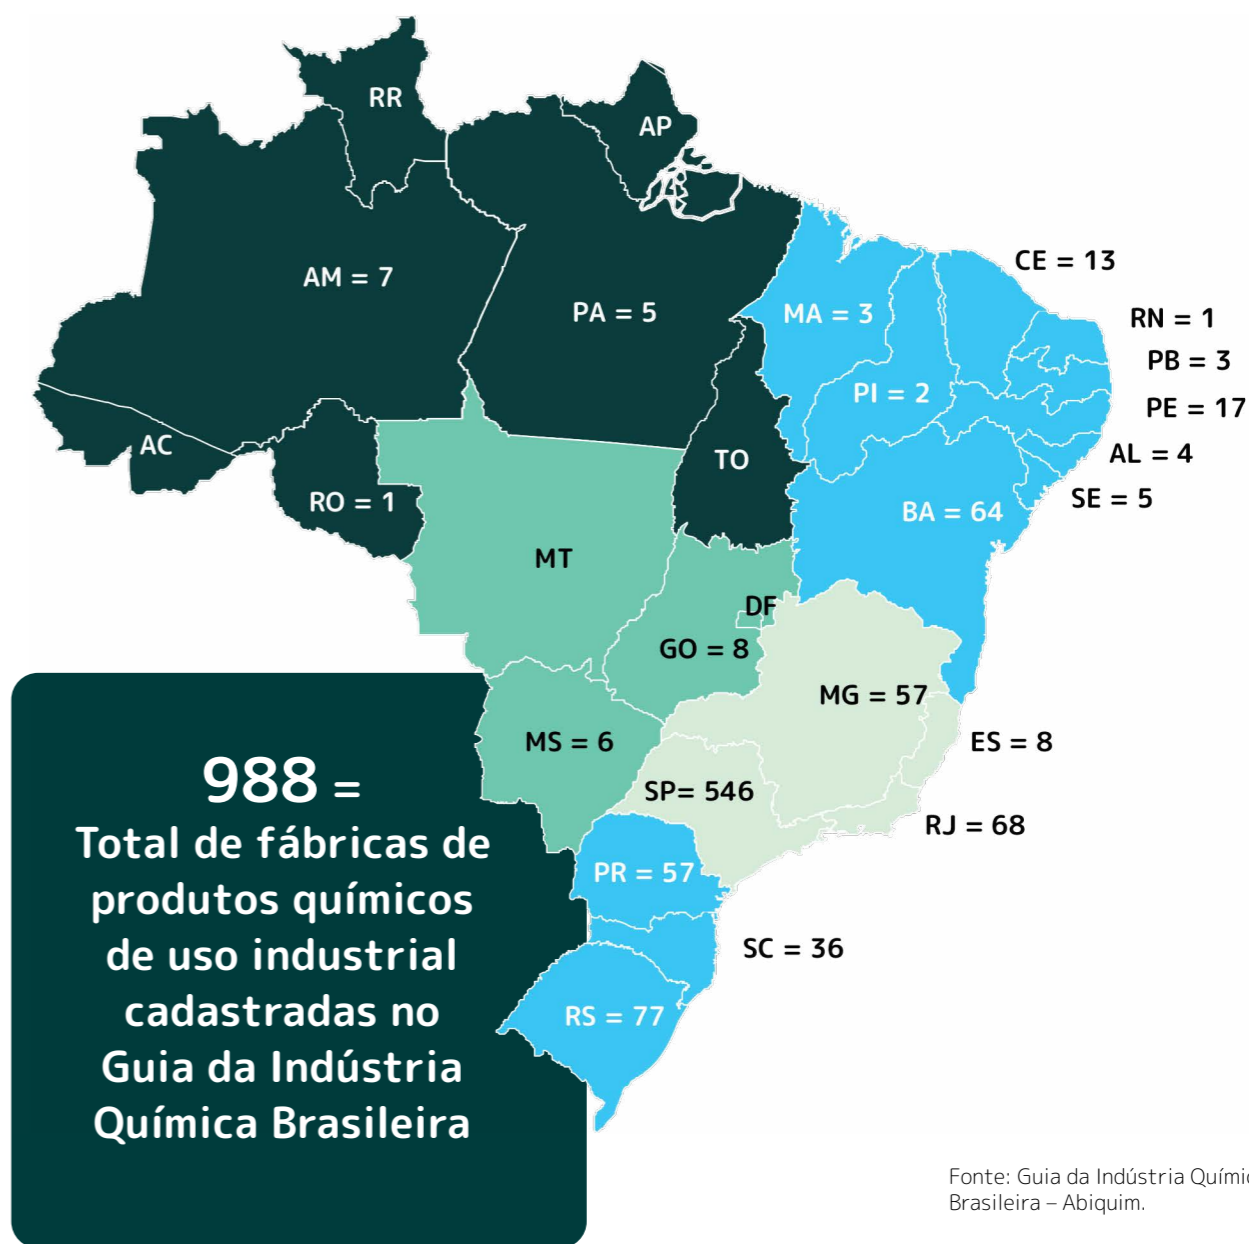 RR
AP
AM = 7
PA = 5
MA = 3
CE = 13
RN = 1
PB = 3
PI = 2
PE = 17
AC
TO
AL = 4
RO = 1
SE = 5
BA = 64
MT
DF
GO = 8
MG = 57
MS = 6
ES = 8
SP= 546
RJ = 68
PR = 57
SC = 36
RS = 77
988 =
Total de fábricas de
produtos químicos
de uso industrial
cadastradas no
Guia da Indústria
Química Brasileira
Fonte: Guia da Indústria Químic
Brasileira – Abiquim.